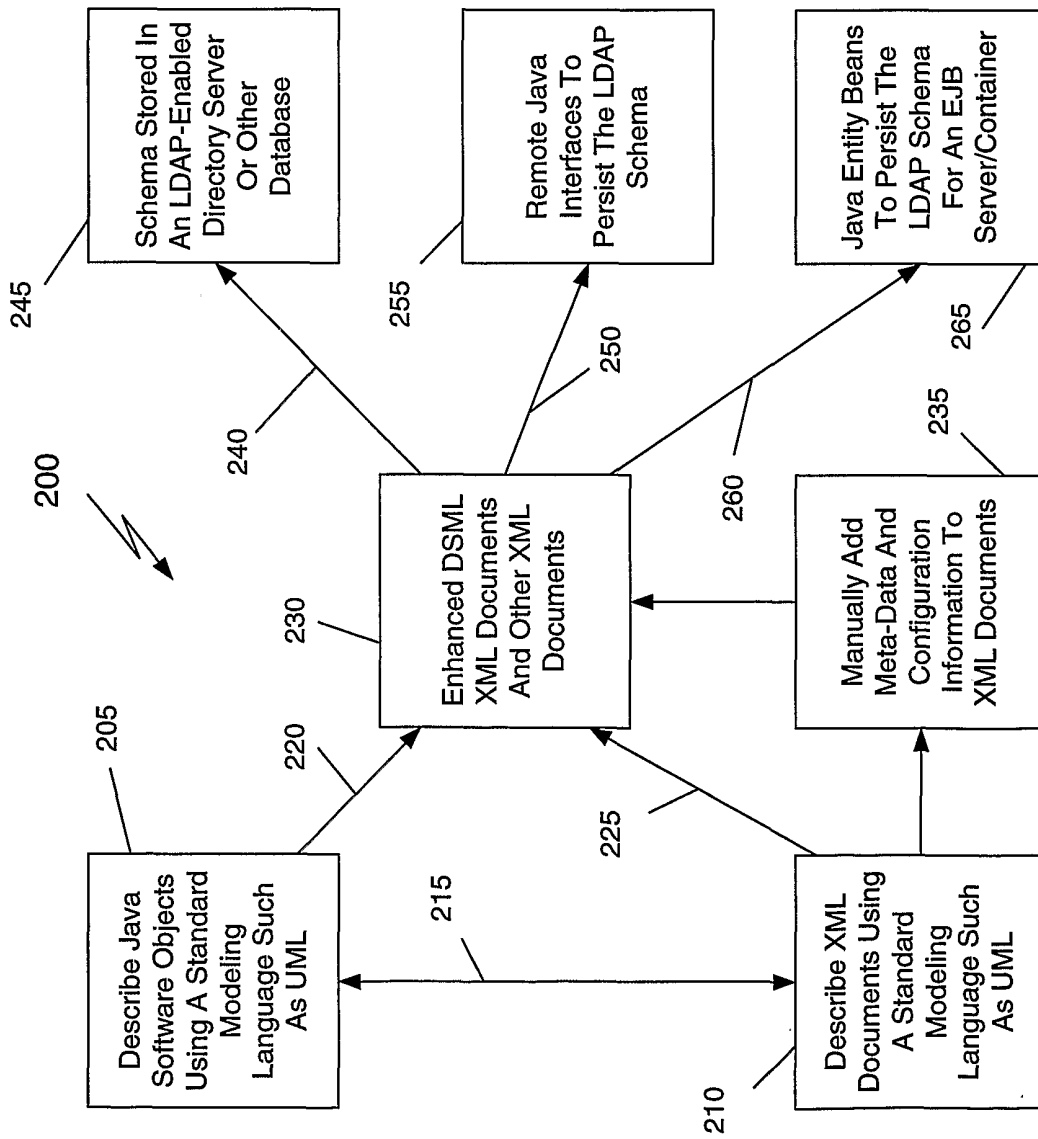 200
205
Describe Java
Software Objects
Using A Standard
Modeling
Language Such
As UML
220
230
Enhanced DSML
XML Documents
And Other XML
Documents
240
245
Schema Stored In
An LDAP-Enabled
Directory Server
Or Other
Database
215
225
250
255
Remote Java
Interfaces To
Persist The LDAP
Schema
210
Describe XML
Documents Using
A Standard
Modeling
Language Such
As UML
235
Manually Add
Meta-Data And
Configuration
Information To
XML Documents
260
265
Java Entity Beans
To Persist The
LDAP Schema
For An EJB
Server/Container